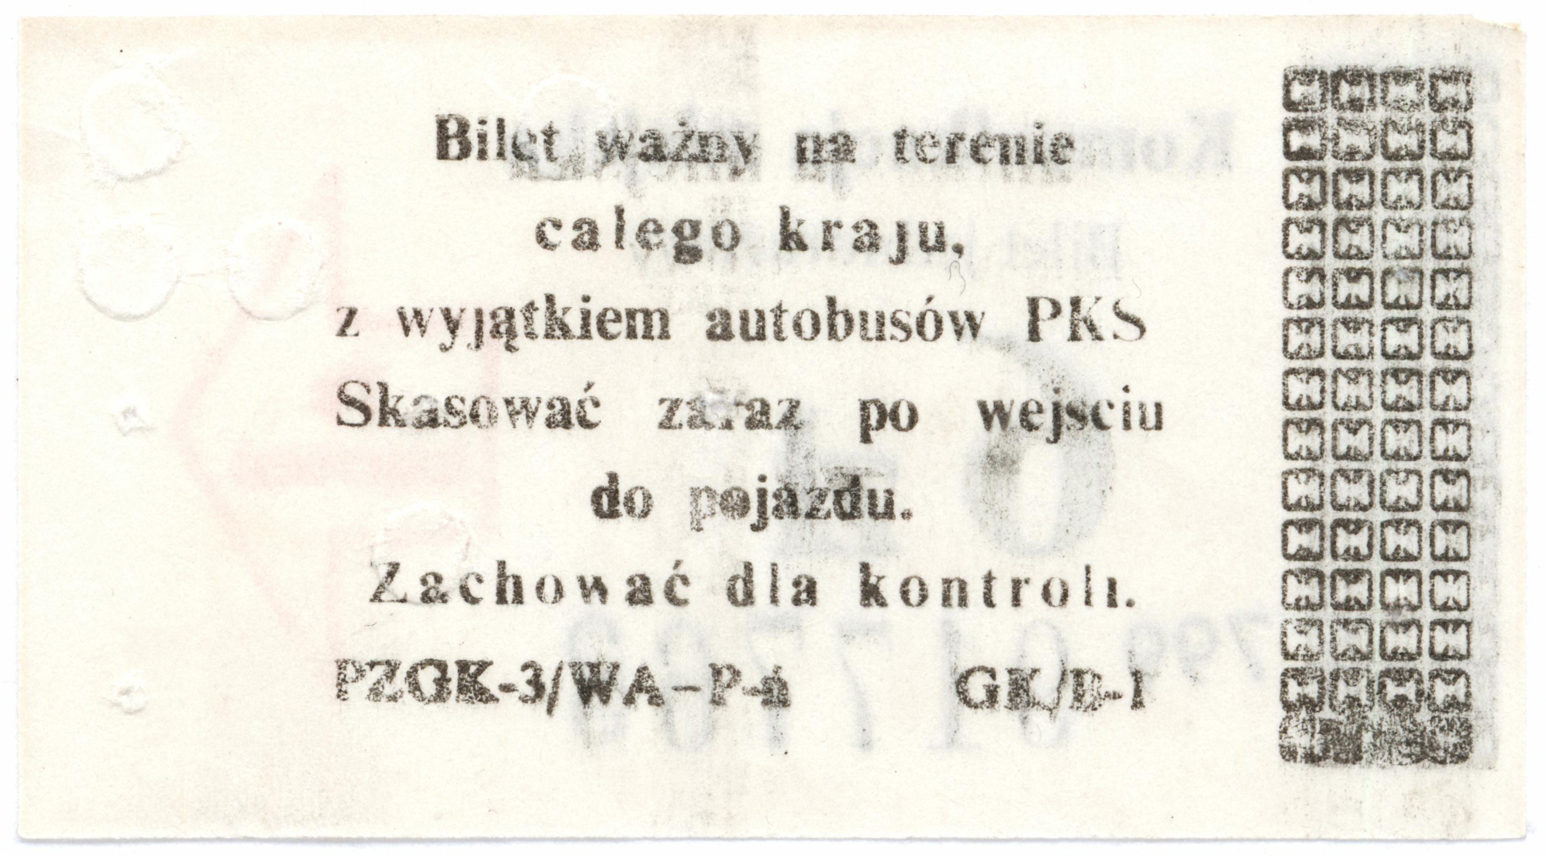 Bilet ważny na terenie
całego kraju,
z wyjątkiem autobusów PKS
Skasować zaraz po wejsciu
do pojazdu.
Zachować dla kontroli.
PZGK-3/WA-P-ń GK/B-1